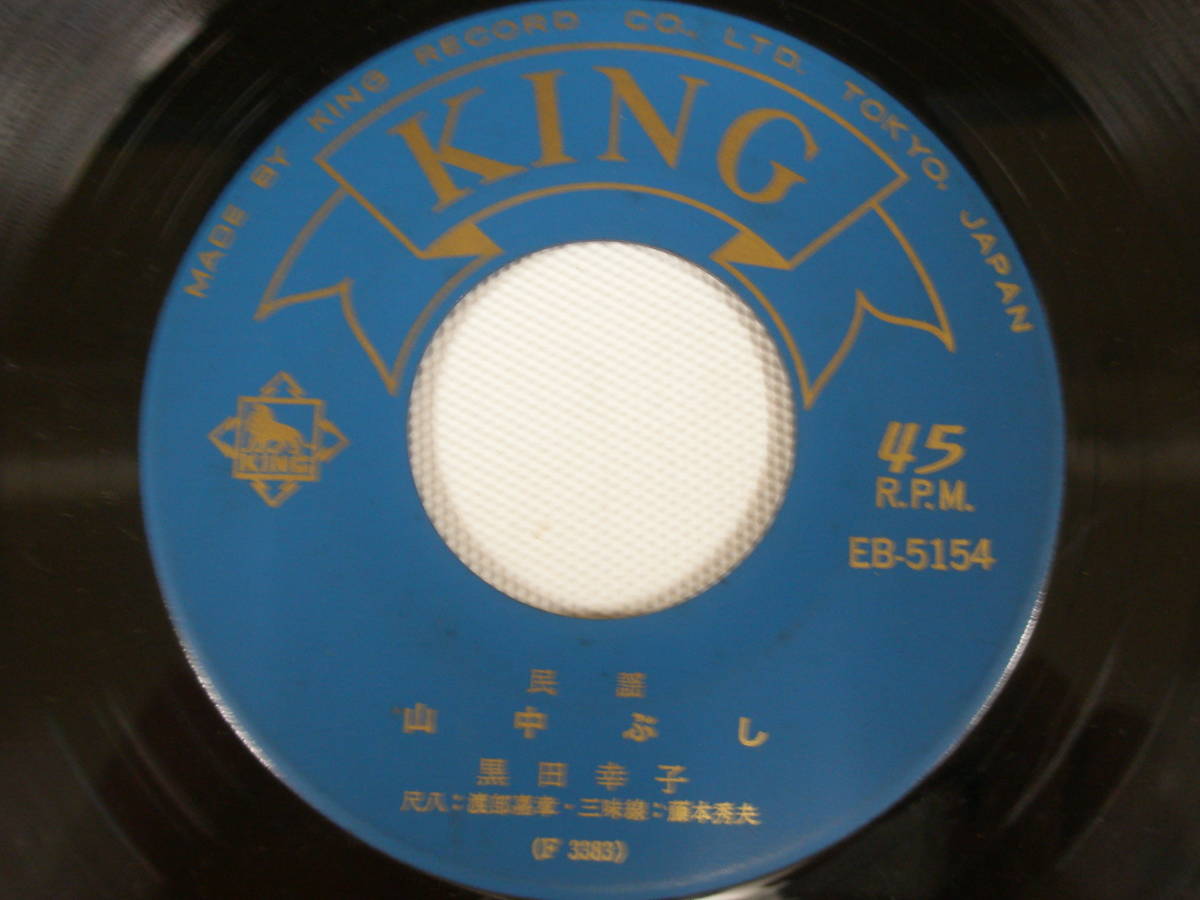 MADE BY KING RECORD CO., LTD. TOKYO, JAPAN
KING
KING
45
R.P.M.
EB-5154
民謡
山中ぶし
黒田幸子
尺八:渡部嘉章・三味線:藤本秀夫
(F 3383)